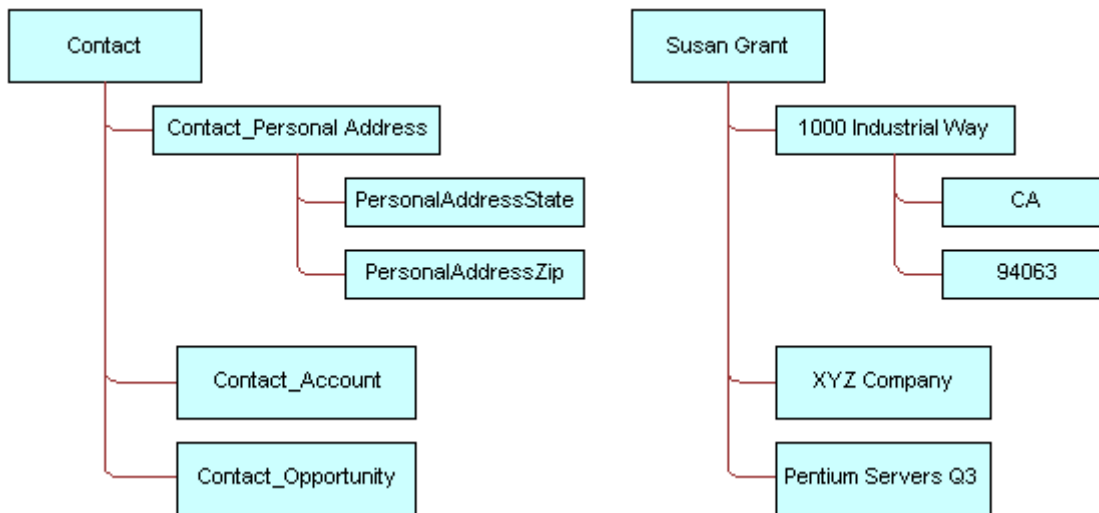 Contact
Susan Grant
Contact_Personal Address
1000 Industrial Way
PersonalAddressState
CA
PersonalAddressZip
94063
Contact_Account
XYZ Company
Contact_Opportunity
Pentium Servers Q3